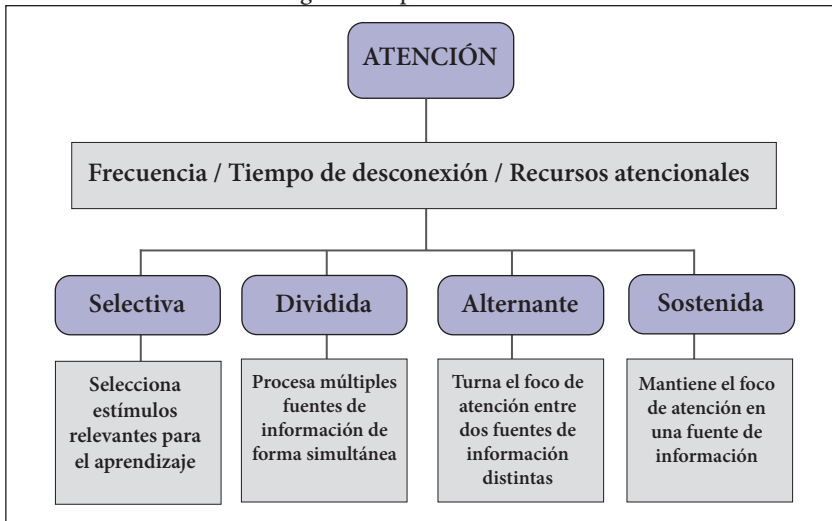 ATENCIÓN
Frecuencia / Tiempo de desconexión / Recursos atencionales
Selectiva
Dividida
Alternante
Sostenida
Selecciona
estímulos
relevantes para
el aprendizaje
Procesa múltiples
fuentes de
información de
forma simultánea
Turna el foco de
atención entre
dos fuentes de
información
distintas
Mantiene el foco
de atención en
una fuente de
información